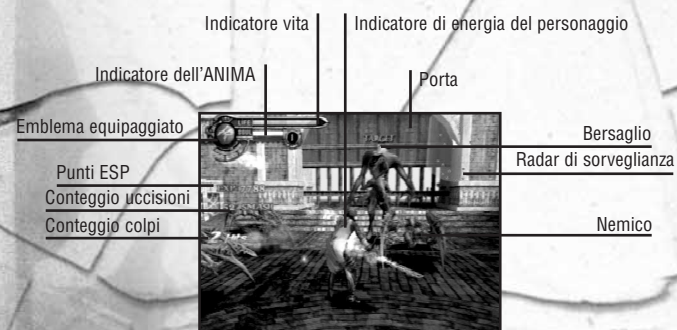 Indicatore vita
Indicatore di energia del personaggio
Indicatore dell'ANIMA
Porta
Emblema equipaggiato
Bersaglio
Radar di sorveglianza
Punti ESP
Conteggio uccisioni
Conteggio colpi
Nemico